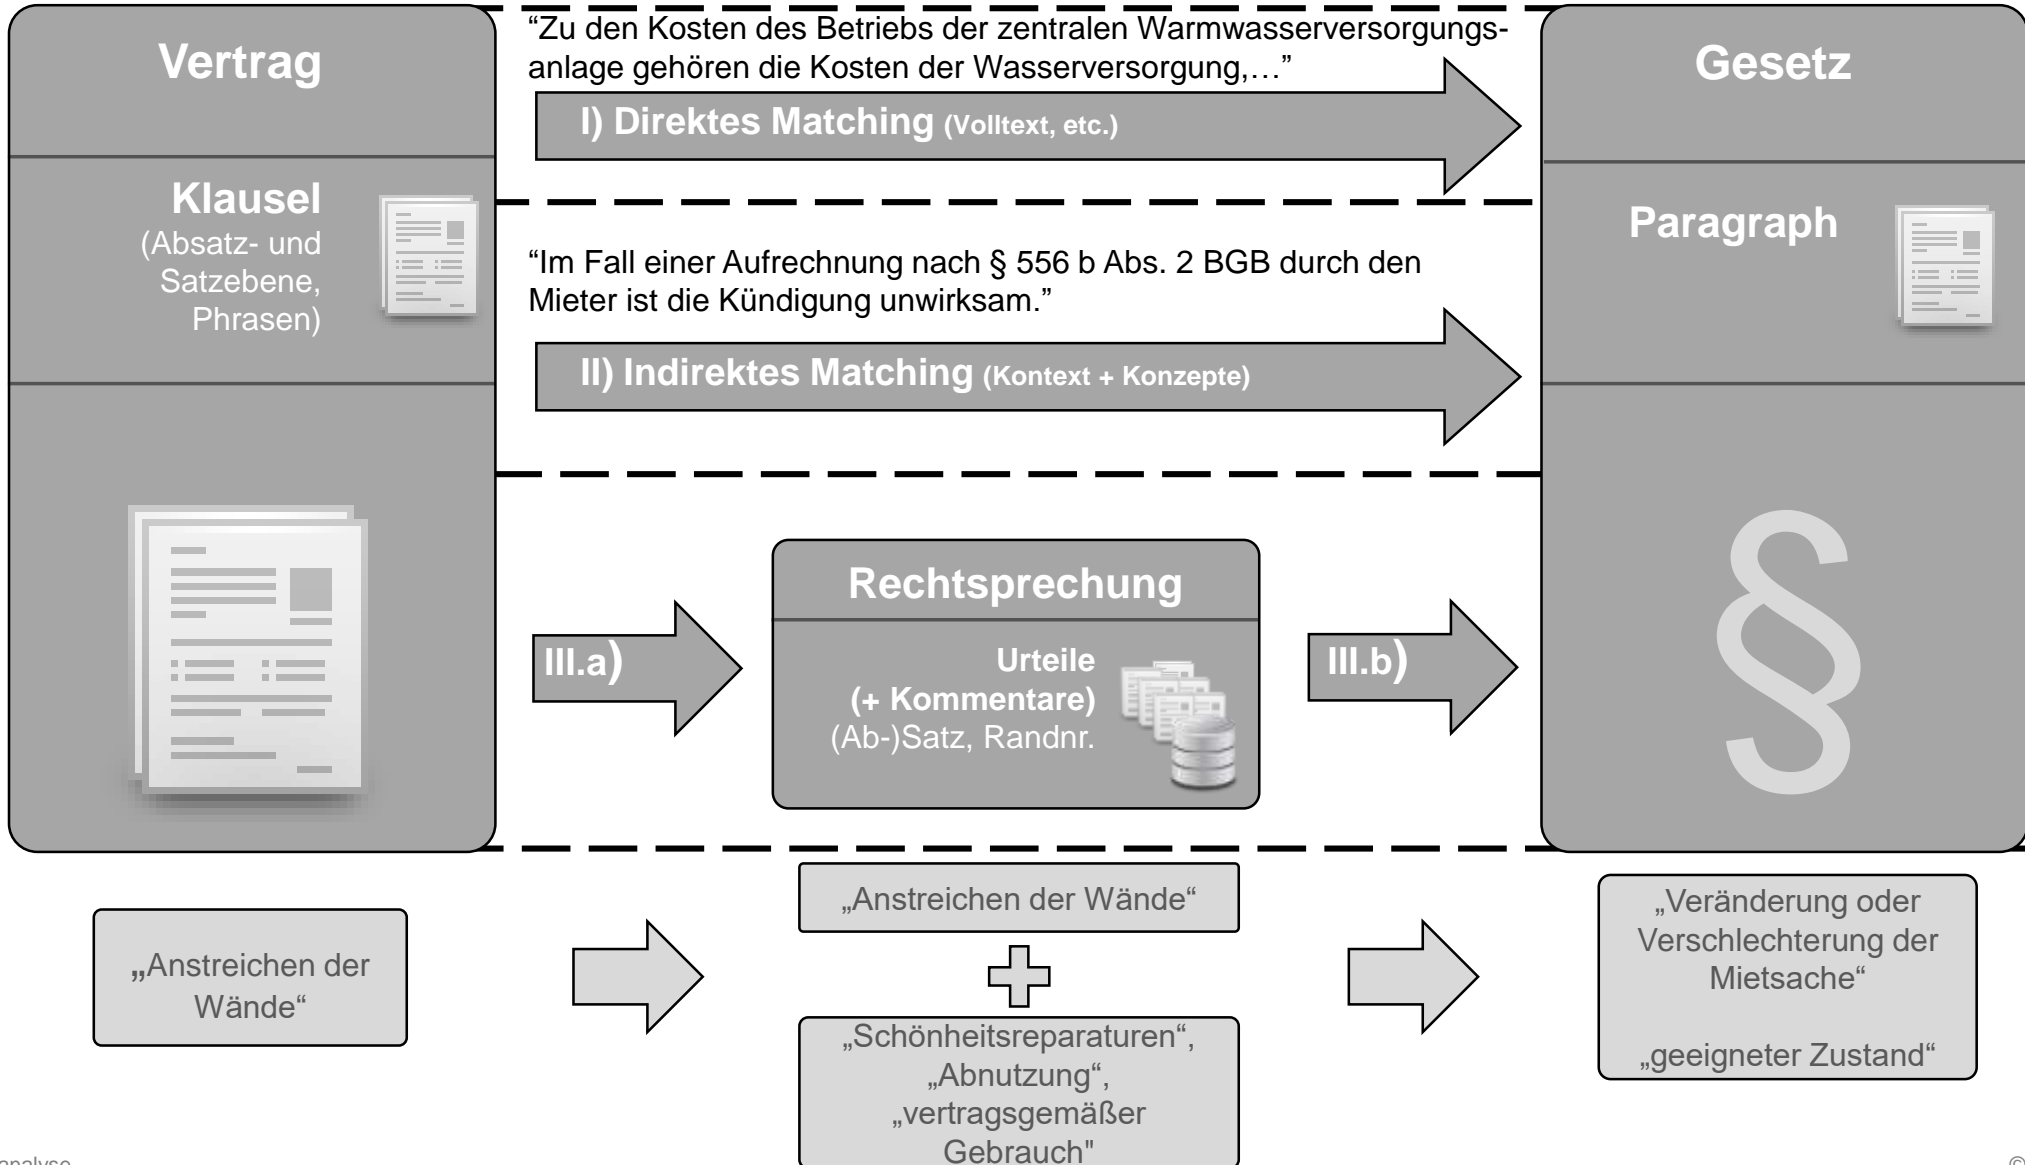 Vertrag
Klausel
(Absatz- und
Satzebene,
Phrasen)
“Zu den Kosten des Betriebs der zentralen Warmwasserversorgungs-
anlage gehören die Kosten der Wasserversorgung,…”
I) Direktes Matching (Volltext, etc.)
“Im Fall einer Aufrechnung nach § 556 b Abs. 2 BGB durch den
Mieter ist die Kündigung unwirksam.”
II) Indirektes Matching (Kontext + Konzepte)
Gesetz
Paragraph
§
III.a)
Rechtsprechung
Urteile
(+ Kommentare)
(Ab-)Satz, Randnr.
III.b)
„Anstreichen der
Wände“
„Anstreichen der Wände“
„Schönheitsreparaturen“,
„Abnutzung“,
„vertragsgemäßer
Gebrauch"
„Veränderung oder
Verschlechterung der
Mietsache“
„geeigneter Zustand“
analyse
©